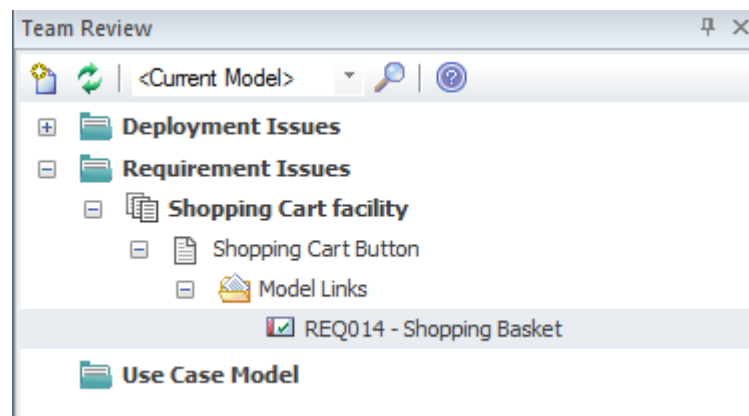 Team Review
<Current Model>
Deployment Issues
Requirement Issues
Shopping Cart facility
Shopping Cart Button
Model Links
REQ014 - Shopping Basket
Use Case Model